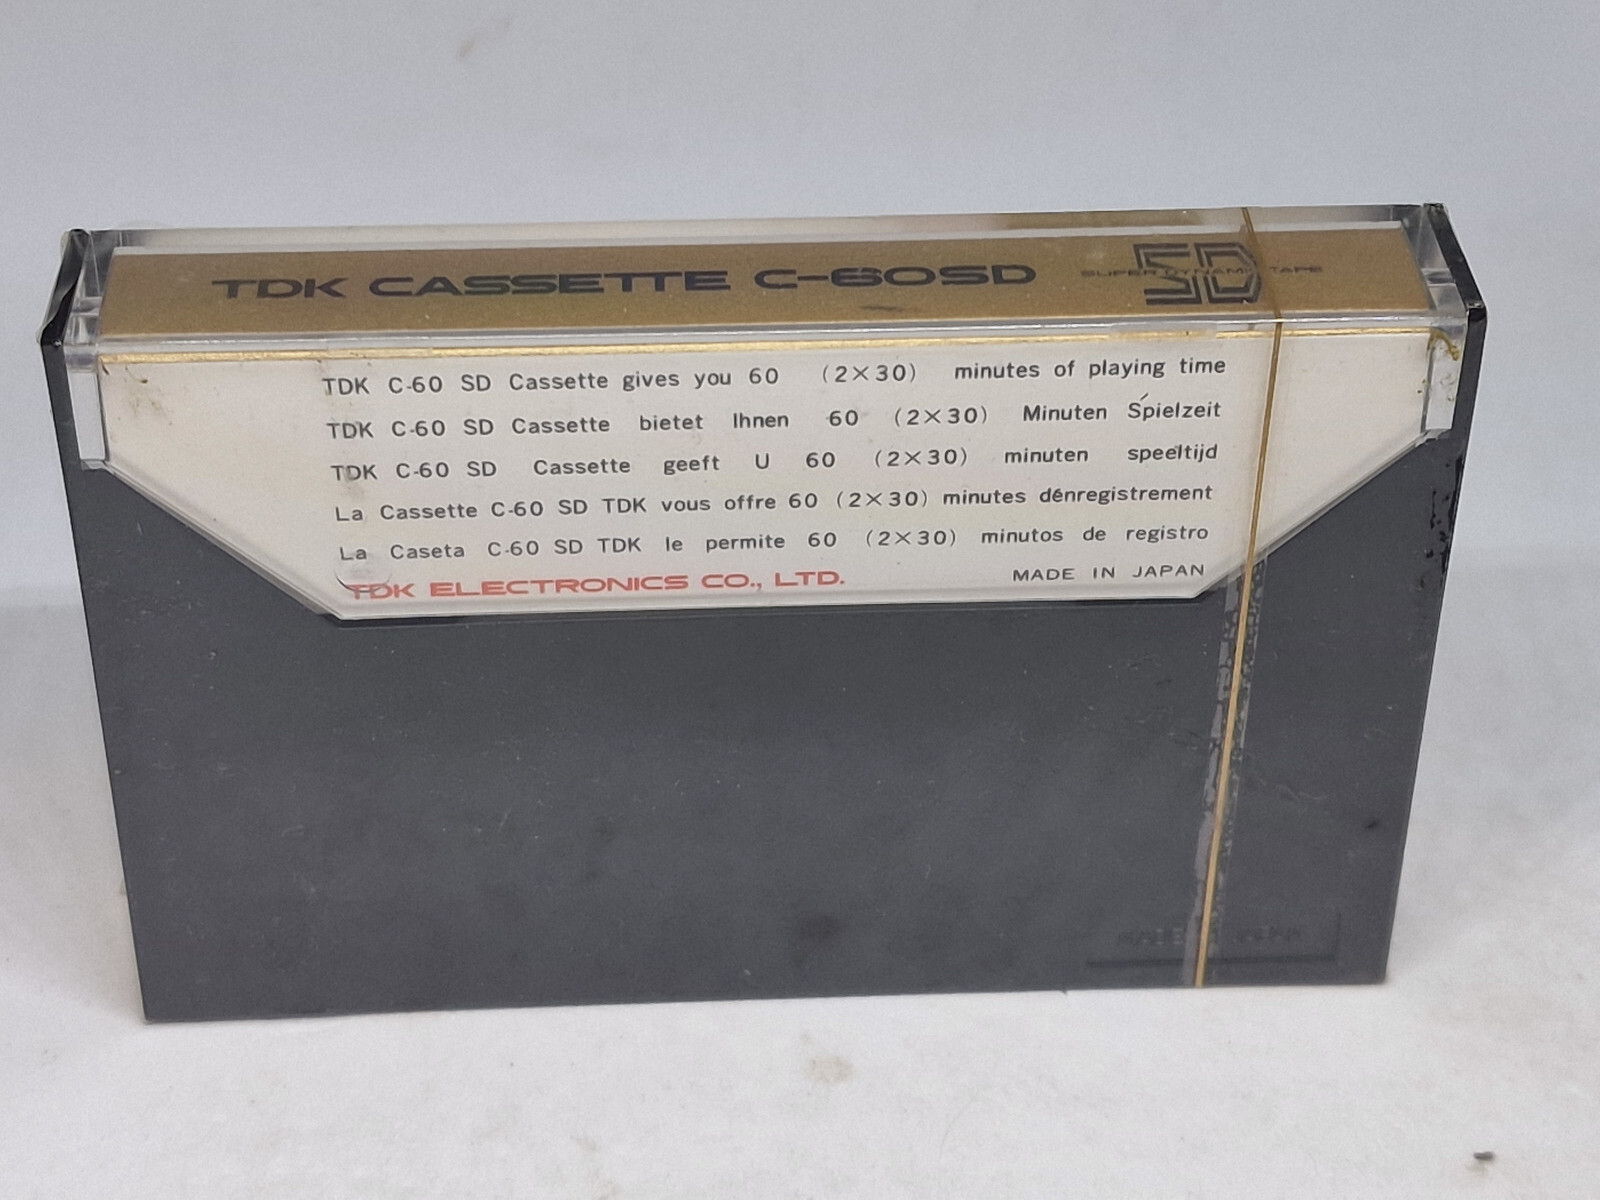 TDK CASSETTE C-60SD SD
SUPER DYNAMIC TAPE
TDK C-60 SD Cassette gives you 60 (2×30) minutes of playing time
TDK C-60 SD Cassette bietet Ihnen 60 (2×30) Minuten Spielzeit
TDK C-60 SD Cassette geeft U 60 (2×30) minuten speeltijd
La Cassette C-60 SD TDK vous offre 60 (2×30) minutes dénregistrement
La Caseta C-60 SD TDK le permite 60 (2×30) minutos de registro
TDK ELECTRONICS CO., LTD. MADE IN JAPAN